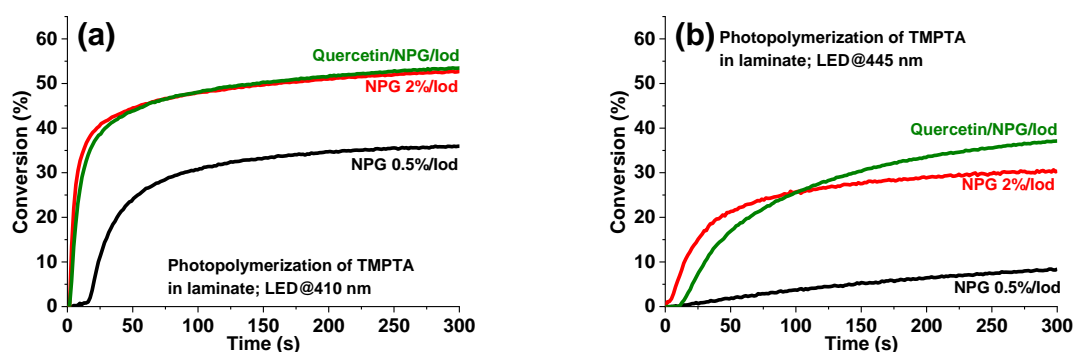 (a)
Quercetin/NPG/Iod
NPG 2%/Iod
NPG 0.5%/Iod
Photopolymerization of TMPTA
in laminate; LED@410 nm
Conversion (%)
60
50
40
30
20
10
0
0 50 100 150 200 250 300
Time (s)
(b)
Photopolymerization of TMPTA
in laminate; LED@445 nm
Quercetin/NPG/Iod
NPG 2%/Iod
NPG 0.5%/Iod
Conversion (%)
60
50
40
30
20
10
0
0 50 100 150 200 250 300
Time (s)